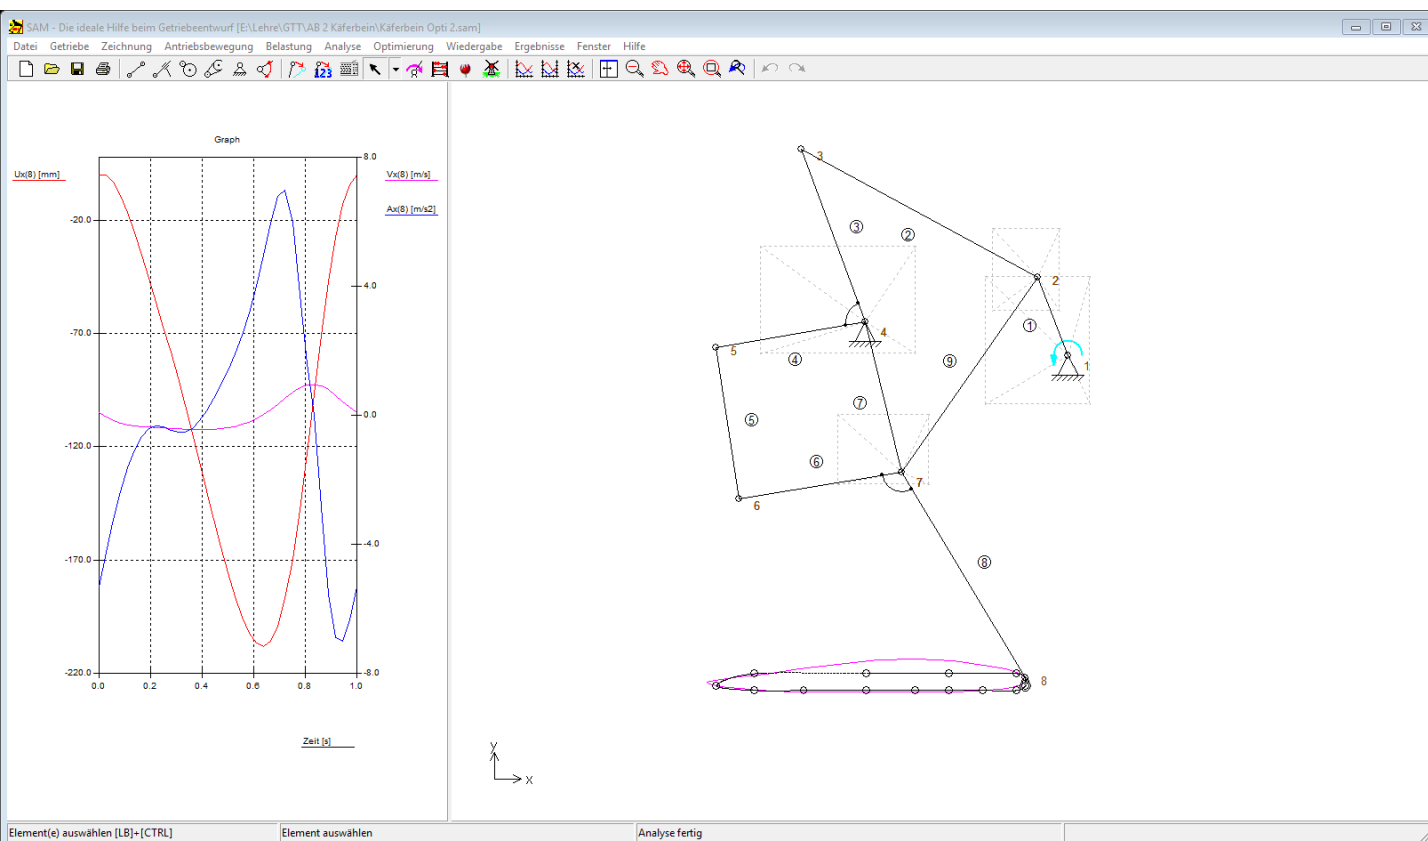 SAM - Die ideale Hilfe beim Getriebeentwurf [E:\Lehre\GTT\AB 2 Käferbein\Käferbein Opti 2.sam]
Datei Getriebe Zeichnung Antriebsbewegung Belastung Analyse Optimierung Wiedergabe Ergebnisse Fenster Hilfe
123
Graph
Ux(8) [mm]
8.0
Vx(8) [m/s]
Ax(8) [m/s2]
-20.0
4.0
-70.0
0.0
-120.0
-4.0
-170.0
-220.0
-8.0
0.0 0.2 0.4 0.6 0.8 1.0
Zeit [s]
3
3
2
2
1
4
1
5
4
9
7
5
6
7
6
8
8
y
x
Element(e) auswählen [LB]+[CTRL]
Element auswählen
Analyse fertig